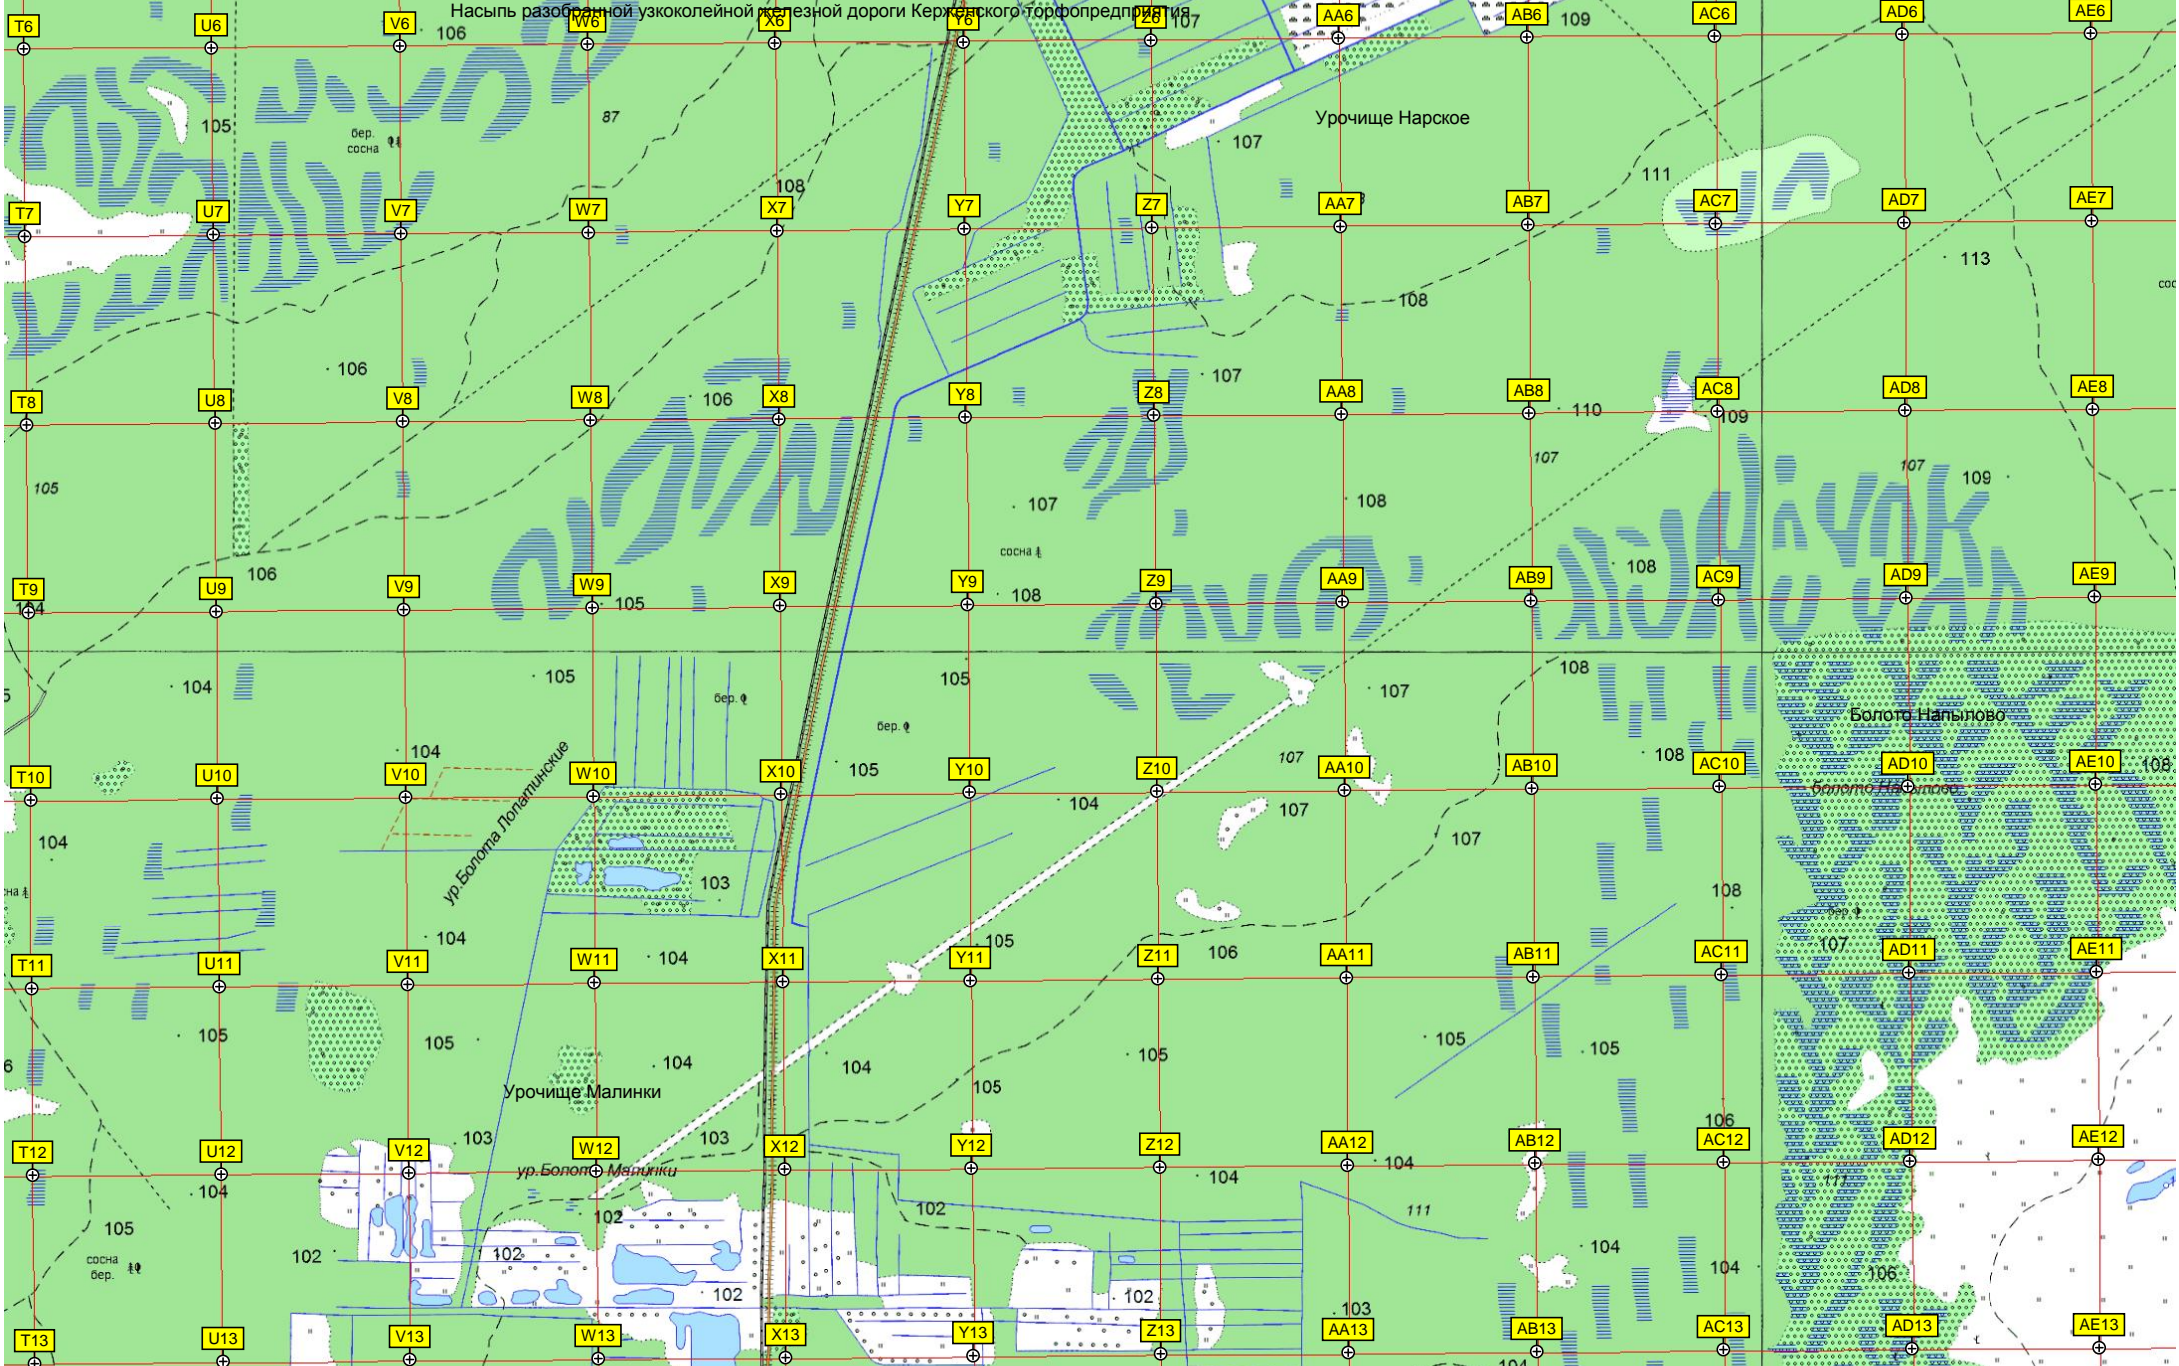 Насыпь разобранной узкоколейной железной дороги Керженского торфопредприятия
T6 U6 V6 W6 X6 Y6 Z6 AA6 AB6 AC6 AD6 AE6
106 107 109
87
105
бер.
сосна
Урочище Нарское
107
108
111
T7 U7 V7 W7 X7 Y7 Z7 AA7 AB7 AC7 AD7 AE7
113
108
106
107
T8 U8 V8 W8 X8 Y8 Z8 AA8 AB8 AC8 AD8 AE8
106 110 109
107 107
105 109
107 108
сосна
106 108
T9 U9 V9 W9 X9 Y9 Z9 AA9 AB9 AC9 AD9 AE9
104 105 108
108
104 105 105 107
бер.
бер.
Болото Напылово
104 107 108
T10 U10 V10 W10 X10 Y10 Z10 AA10 AB10 AC10 AD10 AE10
105 108
болото Напылово
104 107
ур.Болота Лопатинские
104 107
103 108
бер.
104 105 106 107
T11 U11 V11 W11 X11 Y11 Z11 AA11 AB11 AC11 AD11 AE11
104
105 105 105 105 105
104 104 105
Урочище Малинки
106
103 103
T12 U12 V12 W12 X12 Y12 Z12 AA12 AB12 AC12 AD12 AE12
ур.Болото Малинки
104 104 104
111
102 102 111
105
сосна
бер.
102 102 104 104 106
102 102 103
T13 U13 V13 W13 X13 Y13 Z13 AA13 AB13 AC13 AD13 AE13
104